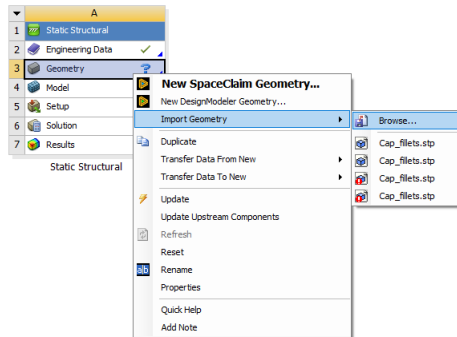 A
1 Static Structural
2 Engineering Data
3 Geometry
4 Model
5 Setup
6 Solution
7 Results
Static Structural
New SpaceClaim Geometry...
New DesignModeler Geometry...
Import Geometry
Duplicate
Transfer Data From New
Transfer Data To New
Update
Update Upstream Components
Refresh
Reset
Rename
Properties
Quick Help
Add Note
Browse...
Cap_fillets.stp
Cap_fillets.stp
Cap_fillets.stp
Cap_fillets.stp